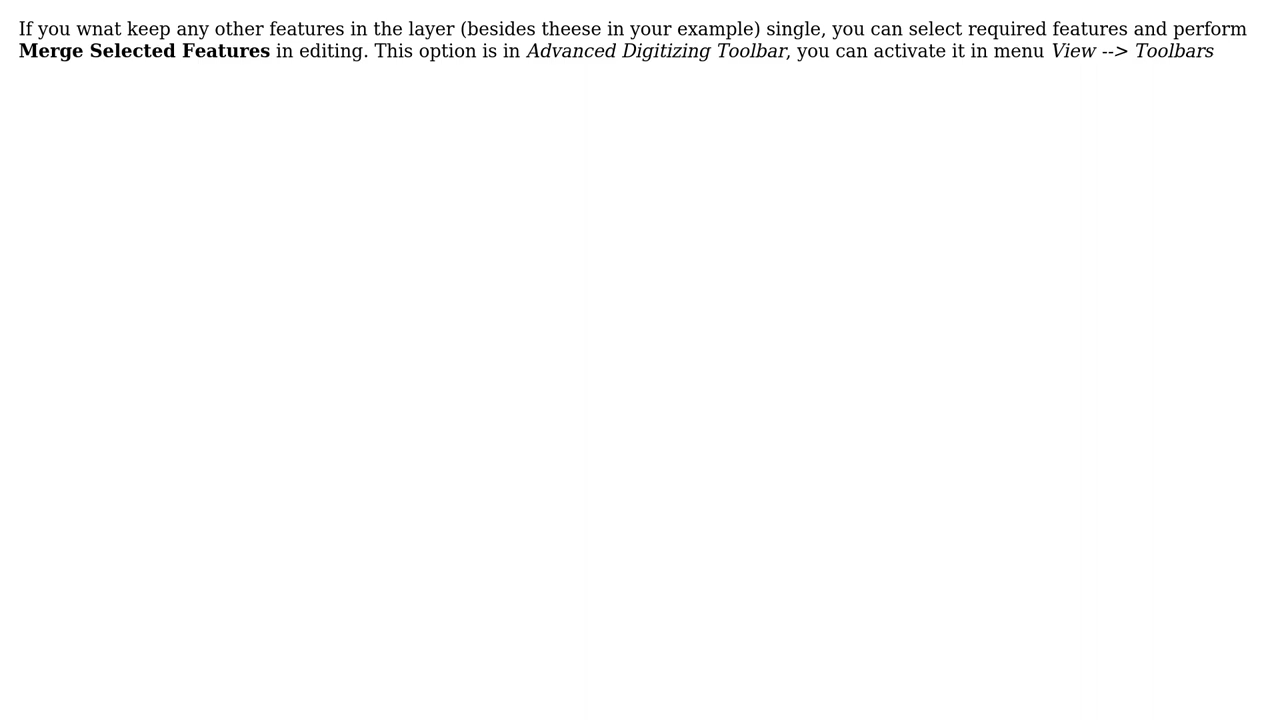 If you wnat keep any other features in the layer (besides theese in your example) single, you can select required features and perform
Merge Selected Features in editing. This option is in Advanced Digitizing Toolbar, you can activate it in menu View --> Toolbars